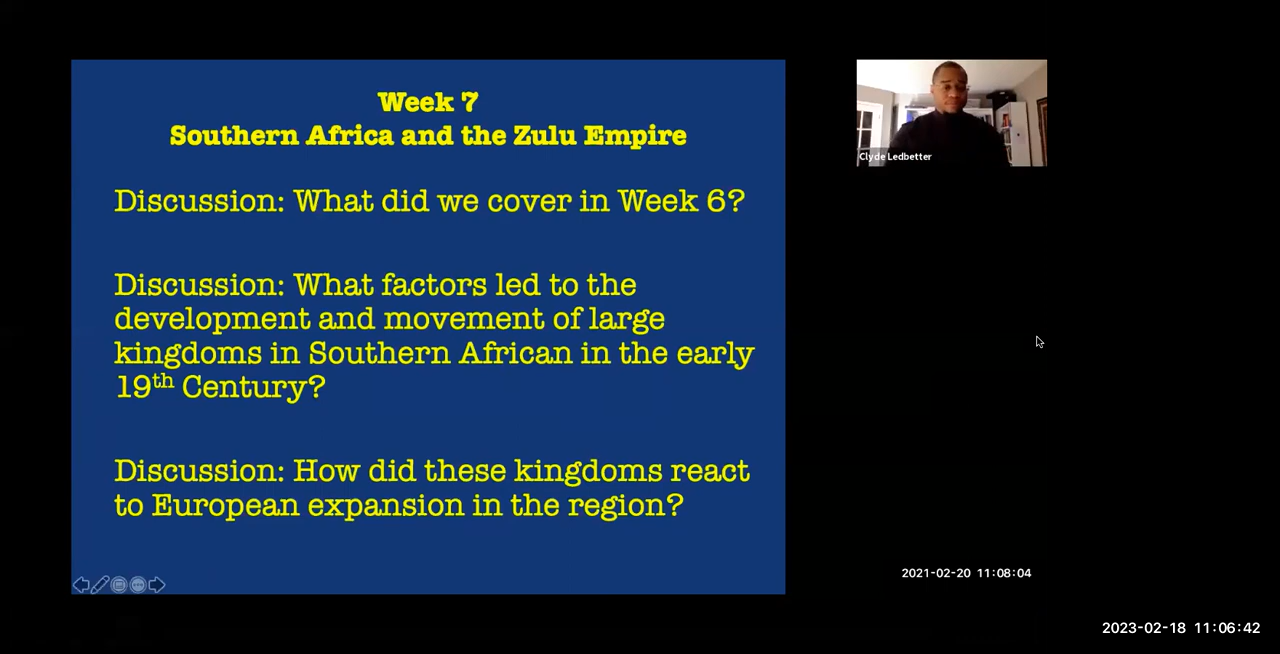 Week 7
Southern Africa and the Zulu Empire
Discussion: What did we cover in Week 6?
Discussion: What factors led to the
development and movement of large
kingdoms in Southern African in the early
19th Century?
Discussion: How did these kingdoms react
to European expansion in the region?
Clyde Ledbetter
2021-02-20 11:08:04
2023-02-18 11:06:42